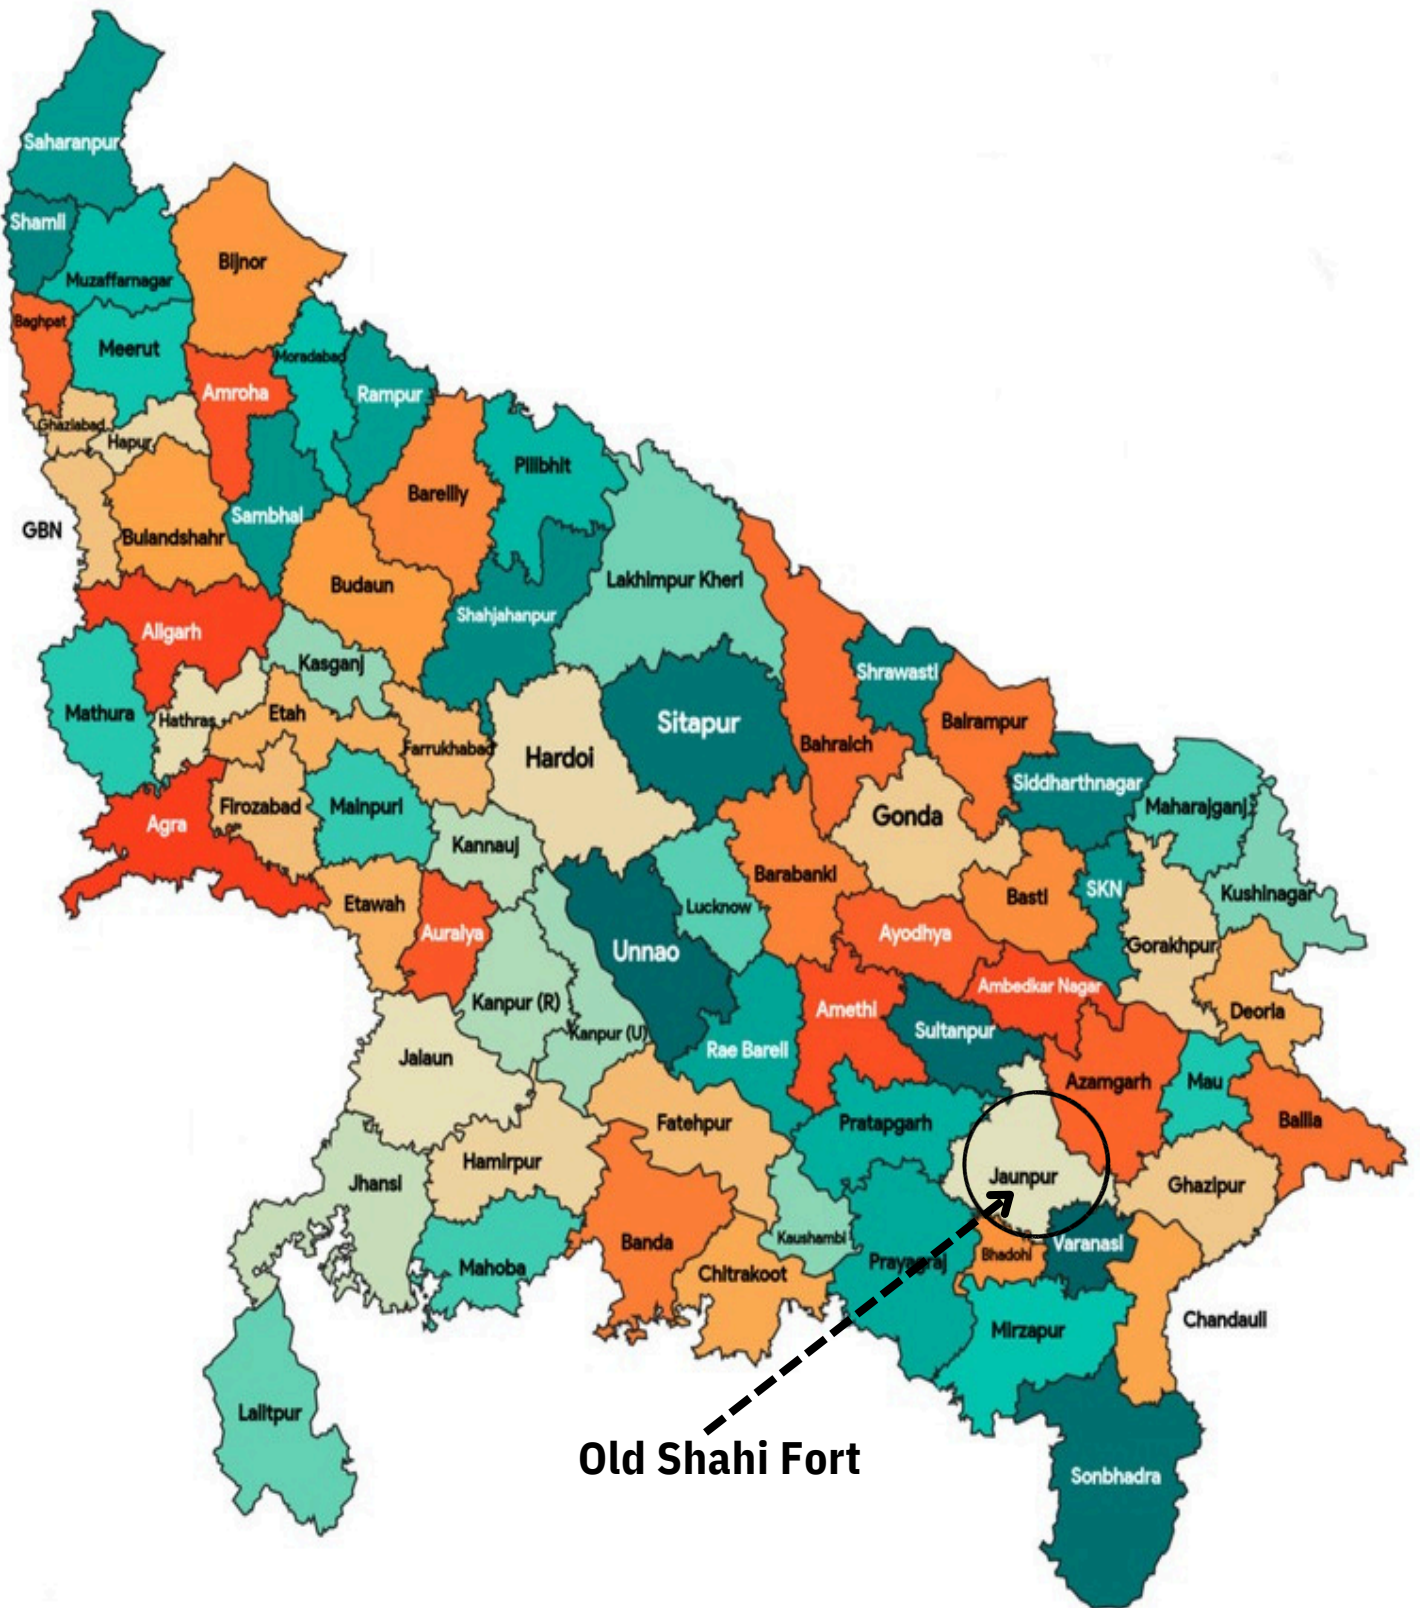 Saharanpur
Shamli
Bijnor
Muzaffarnagar
Baghpat
Meerut
Moradabad
Amroha
Rampur
Ghaziabad
Hapur
Pilibhit
Bareilly
Sambhal
GBN
Bulandshahr
Budaun
Lakhimpur Kheri
Shahjahanpur
Aligarh
Kasganj
Shrawasti
Mathura
Hathras
Etah
Sitapur
Balrampur
Farrukhabad
Hardoi
Bahraich
Siddharthnagar
Firozabad
Mainpuri
Maharajganj
Agra
Gonda
Kannauj
Barabanki
SKN
Kushinagar
Basti
Etawah
Lucknow
Auraiya
Ayodhya
Gorakhpur
Unnao
Ambedkar Nagar
Kanpur (R)
Amethi
Deoria
Kanpur (U)
Sultanpur
Jalaun
Rae Bareli
Azamgarh
Mau
Fatehpur
Pratapgarh
Ballia
Hamirpur
Jhansi
Jaunpur
Ghazipur
Kaushambi
Banda
Varanasi
Bhadohi
Prayagraj
Mahoba
Chitrakoot
Chandauli
Mirzapur
Lalitpur
Old Shahi Fort
Sonbhadra